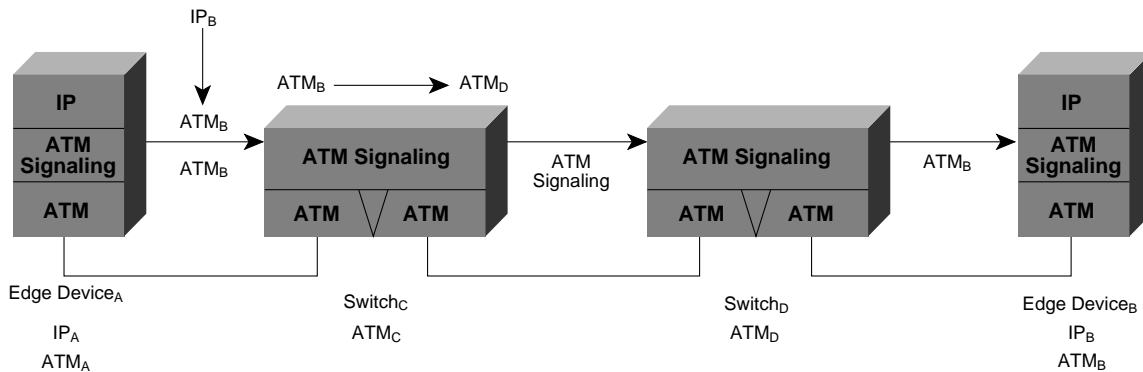 IP_B
ATM_B → ATM_D
ATM_B
ATM_B
IP
ATM
Signaling
ATM
ATM Signaling
ATM
ATM
ATM
Signaling
ATM Signaling
ATM
ATM
ATM_B
IP
ATM
Signaling
ATM
Edge Device_A
IP_A
ATM_A
Switch_C
ATM_C
Switch_D
ATM_D
Edge Device_B
IP_B
ATM_B